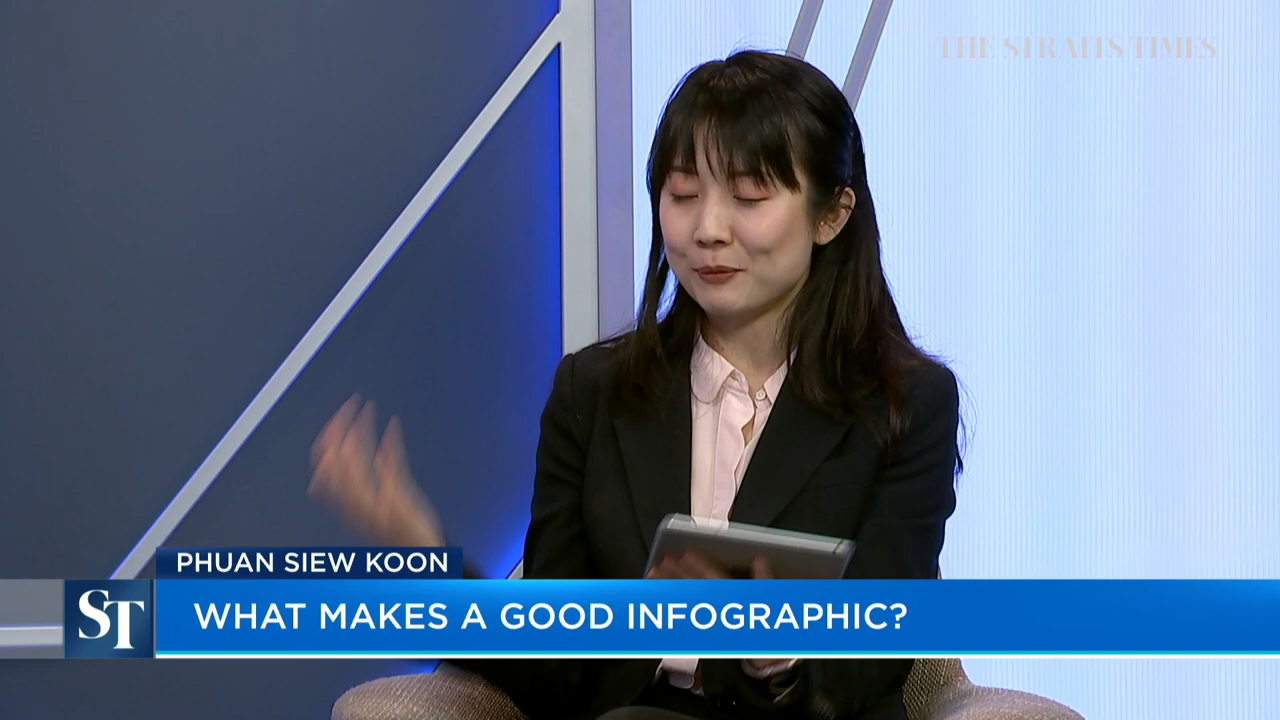 THE STRAITS TIMES
PHUAN SIEW KOON
ST
WHAT MAKES A GOOD INFOGRAPHIC?